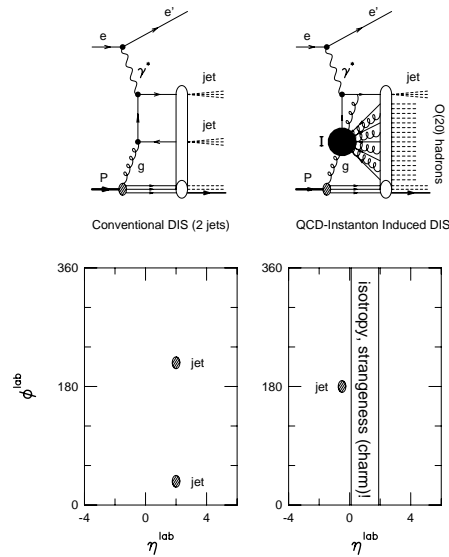 e
e'
γ*
jet
jet
g
P
Conventional DIS (2 jets)
e
e'
γ*
jet
I
g
P
O(20) hadrons
QCD-Instanton Induced DIS
360
180
0
ϕ lab
jet
jet
-4
0
4
η lab
360
180
0
jet
isotropy, strangeness (charm)!
-4
0
4
η lab